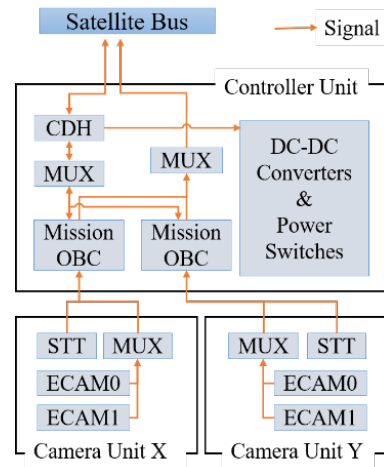 Satellite Bus
Signal
Controller Unit
CDH
MUX
MUX
DC-DC
Converters
&
Power
Switches
Mission
OBC
Mission
OBC
STT
MUX
ECAM0
ECAM1
Camera Unit X
MUX
STT
ECAM0
ECAM1
Camera Unit Y